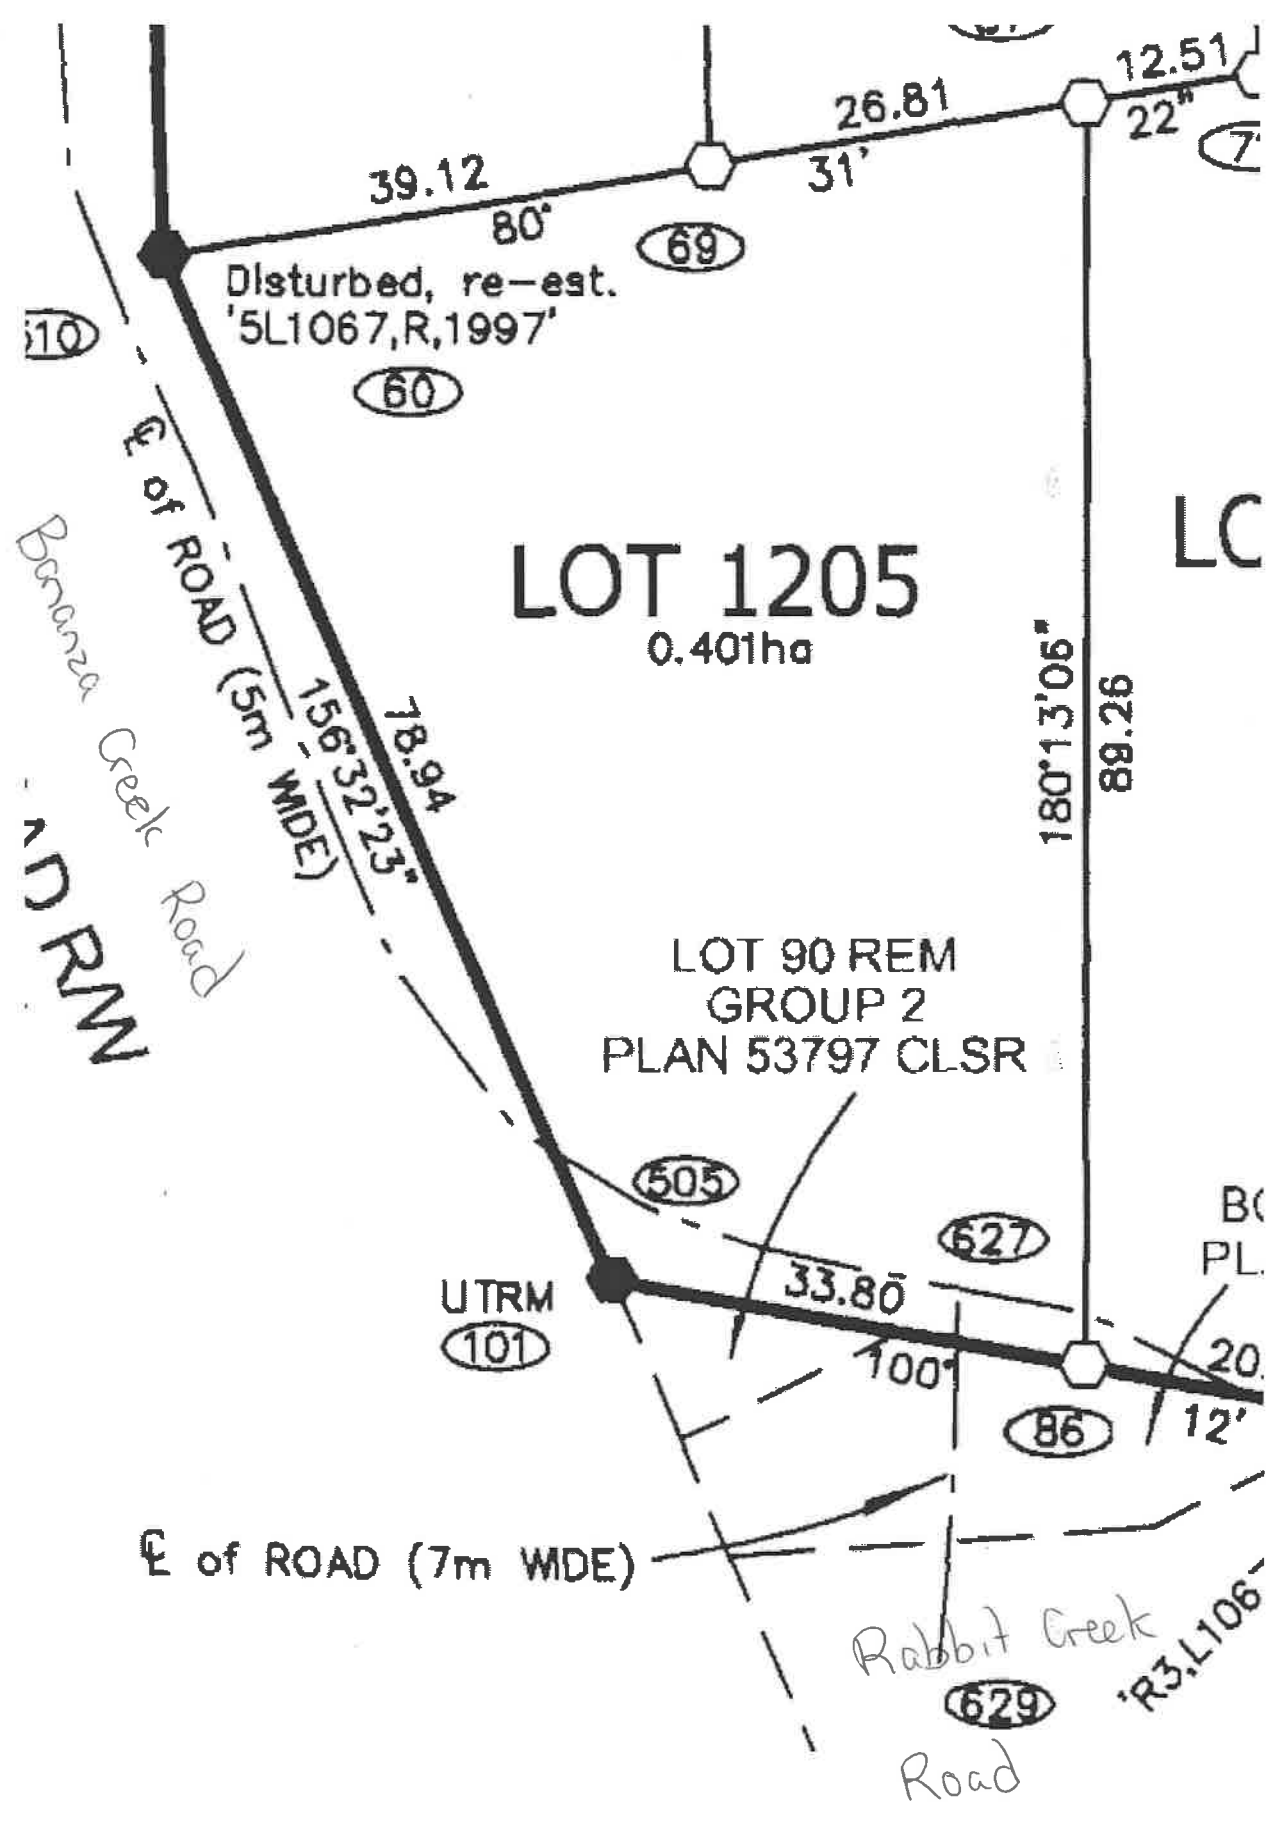 12.51
26.81
22"
39.12
31'
80°
69
Disturbed, re-est.
'5L1067,R,1997'
60
℄ of ROAD (5m WIDE)
Bonanza Creek Road
R/W
156°32'23"
78.94
LOT 1205
0.401ha
180°13'06"
89.26
LOT 90 REM
GROUP 2
PLAN 53797 CLSR
505
627
33.80
UTRM
101
100°
20.
12'
86
℄ of ROAD (7m WIDE)
Rabbit Creek
Road
629
'R3,L106